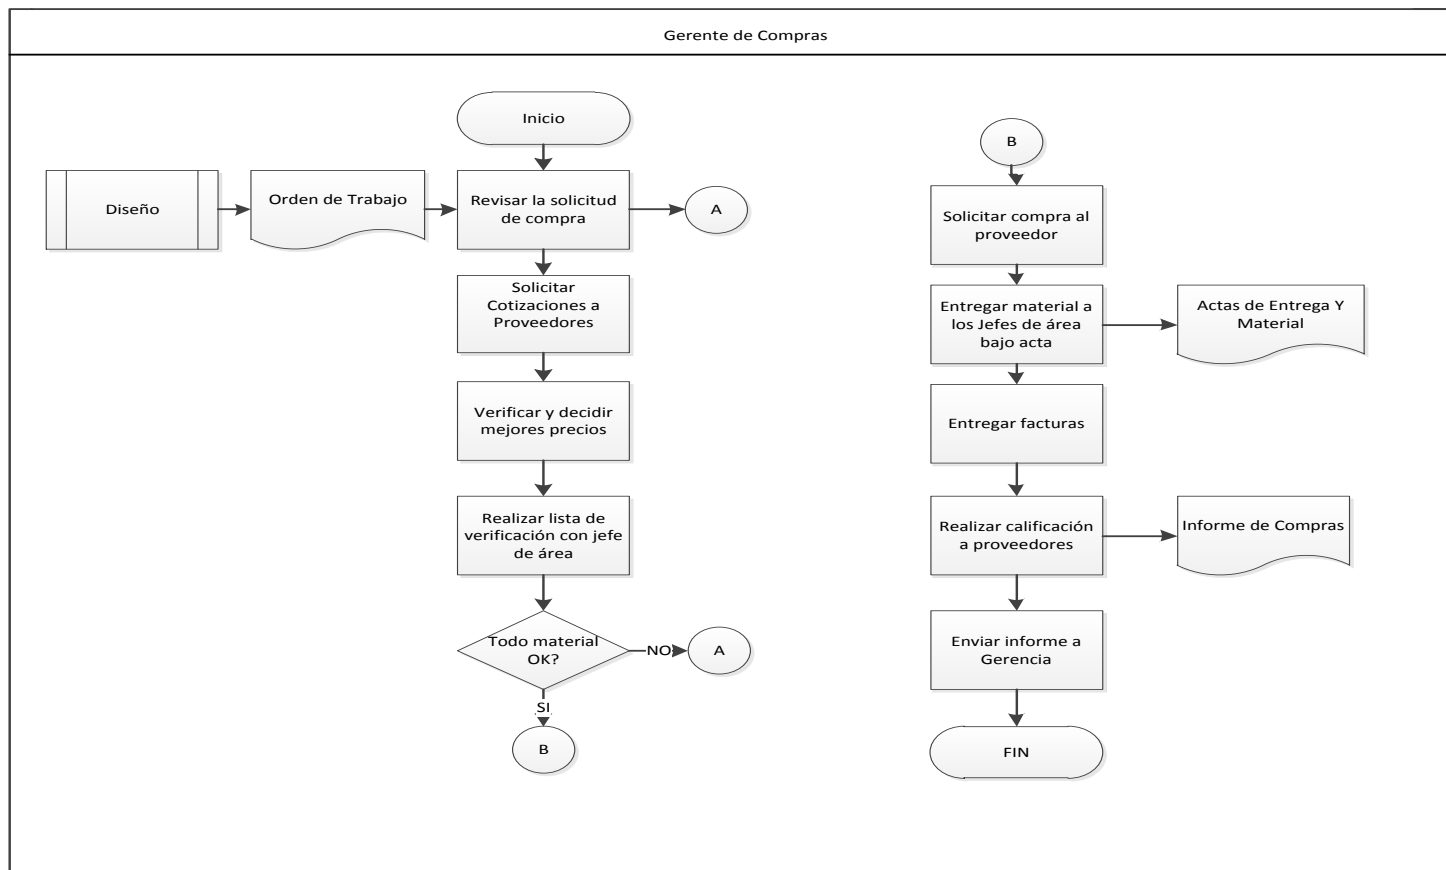 Gerente de Compras
Inicio
Diseño
Orden de Trabajo
Revisar la solicitud
de compra
A
Solicitar
Cotizaciones a
Proveedores
Verificar y decidir
mejores precios
Realizar lista de
verificación con jefe
de área
Todo material
OK?
NO
A
SI
B
B
Solicitar compra al
proveedor
Entregar material a
los Jefes de área
bajo acta
Actas de Entrega Y
Material
Entregar facturas
Realizar calificación
a proveedores
Informe de Compras
Enviar informe a
Gerencia
FIN